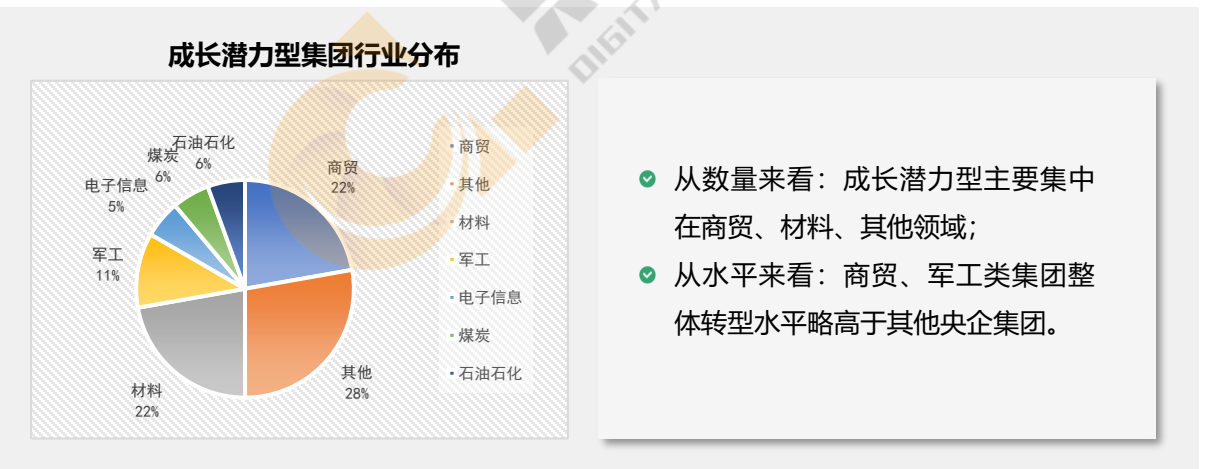 成长潜力型集团行业分布
石油石化
6%
煤炭
6%
电子信息
5%
军工
11%
材料
22%
商贸
22%
其他
28%
商贸
其他
材料
军工
电子信息
煤炭
石油石化
从数量来看：成长潜力型主要集中
在商贸、材料、其他领域；
从水平来看：商贸、军工类集团整
体转型水平略高于其他央企集团。